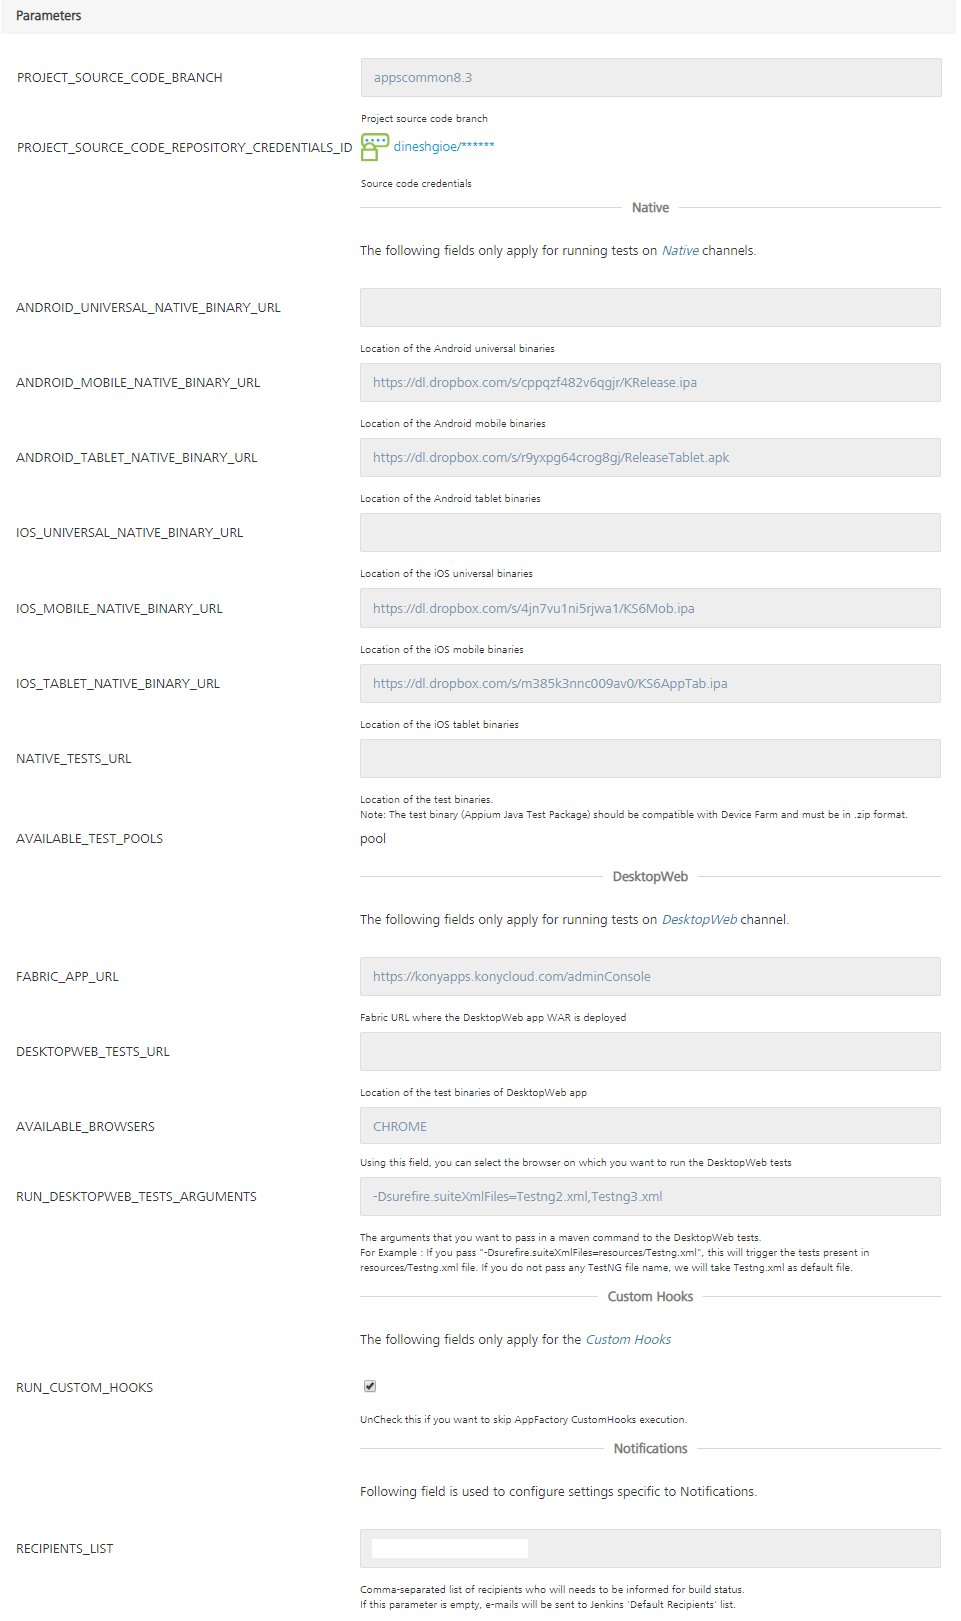 Parameters
PROJECT_SOURCE_CODE_BRANCH
appscommon8.3
Project source code branch
PROJECT_SOURCE_CODE_REPOSITORY_CREDENTIALS_ID
dineshgioe/******
Source code credentials
Native
The following fields only apply for running tests on Native channels.
ANDROID_UNIVERSAL_NATIVE_BINARY_URL
Location of the Android universal binaries
ANDROID_MOBILE_NATIVE_BINARY_URL
https://dl.dropbox.com/s/cppqzf482v6qgjr/KRelease.ipa
Location of the Android mobile binaries
ANDROID_TABLET_NATIVE_BINARY_URL
https://dl.dropbox.com/s/r9yxpg64crog8gj/ReleaseTablet.apk
Location of the Android tablet binaries
IOS_UNIVERSAL_NATIVE_BINARY_URL
Location of the iOS universal binaries
IOS_MOBILE_NATIVE_BINARY_URL
https://dl.dropbox.com/s/4jn7vu1ni5rjwa1/KS6Mob.ipa
Location of the iOS mobile binaries
IOS_TABLET_NATIVE_BINARY_URL
https://dl.dropbox.com/s/m385k3nnc009av0/KS6AppTab.ipa
Location of the iOS tablet binaries
NATIVE_TESTS_URL
Location of the test binaries.
Note: The test binary (Appium Java Test Package) should be compatible with Device Farm and must be in .zip format.
AVAILABLE_TEST_POOLS
pool
DesktopWeb
The following fields only apply for running tests on DesktopWeb channel.
FABRIC_APP_URL
https://konyapps.konycloud.com/adminConsole
Fabric URL where the DesktopWeb app WAR is deployed
DESKTOPWEB_TESTS_URL
Location of the test binaries of DesktopWeb app
AVAILABLE_BROWSERS
CHROME
Using this field, you can select the browser on which you want to run the DesktopWeb tests
RUN_DESKTOPWEB_TESTS_ARGUMENTS
-Dsurefire.suiteXmlFiles=Testng2.xml,Testng3.xml
The arguments that you want to pass in a maven command to the DesktopWeb tests.
For Example : If you pass "-Dsurefire.suiteXmlFiles=resources/Testng.xml", this will trigger the tests present in
resources/Testng.xml file. If you do not pass any TestNG file name, we will take Testng.xml as default file.
Custom Hooks
The following fields only apply for the Custom Hooks
RUN_CUSTOM_HOOKS
UnCheck this if you want to skip AppFactory CustomHooks execution.
Notifications
Following field is used to configure settings specific to Notifications.
RECIPIENTS_LIST
Comma-separated list of recipients who will needs to be informed for build status.
If this parameter is empty, e-mails will be sent to Jenkins 'Default Recipients' list.